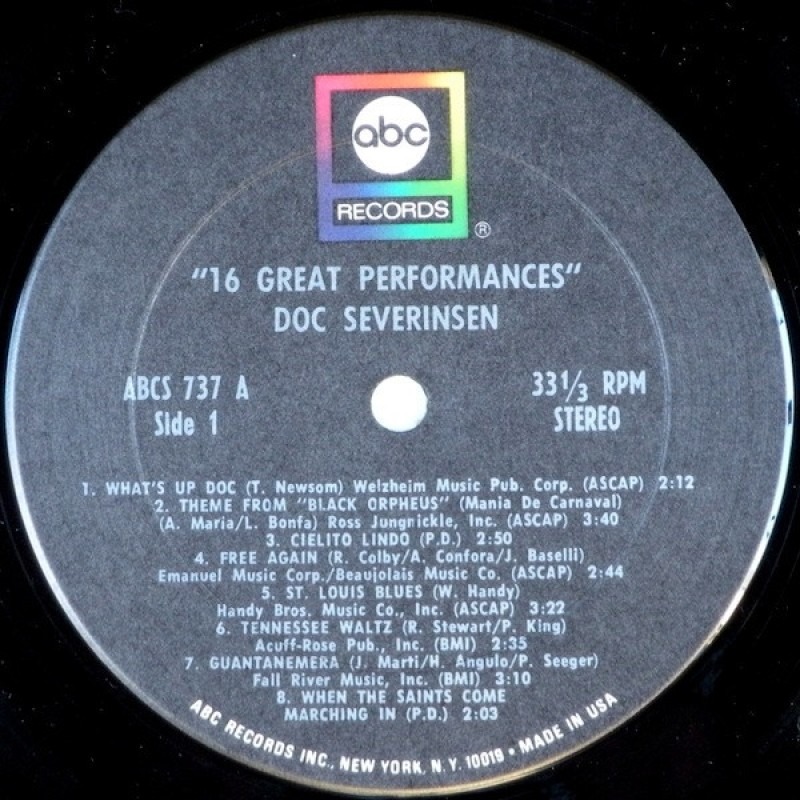 abc
RECORDS
®
"16 GREAT PERFORMANCES"
DOC SEVERINSEN
ABCS 737 A
Side 1
33 1/3 RPM
STEREO
1. WHAT'S UP DOC (T. Newsom) Welzheim Music Pub. Corp. (ASCAP) 2:12
2. THEME FROM "BLACK ORPHEUS" (Mania De Carnaval)
(A. Maria/L. Bonfa) Ross Jungnickle, Inc. (ASCAP) 3:40
3. CIELITO LINDO (P.D.) 2:50
4. FREE AGAIN (R. Colby/A. Confora/J. Baselli)
Emanuel Music Corp./Beaujolais Music Co. (ASCAP) 2:44
5. ST. LOUIS BLUES (W. Handy)
Handy Bros. Music Co., Inc. (ASCAP) 3:22
6. TENNESSEE WALTZ (R. Stewart/P. King)
Acuff-Rose Pub., Inc. (BMI) 2:35
7. GUANTANEMERA (J. Marti/H. Angulo/P. Seeger)
Fall River Music, Inc. (BMI) 3:10
8. WHEN THE SAINTS COME
MARCHING IN (P.D.) 2:03
ABC RECORDS INC., NEW YORK, N.Y. 10019 • MADE IN USA